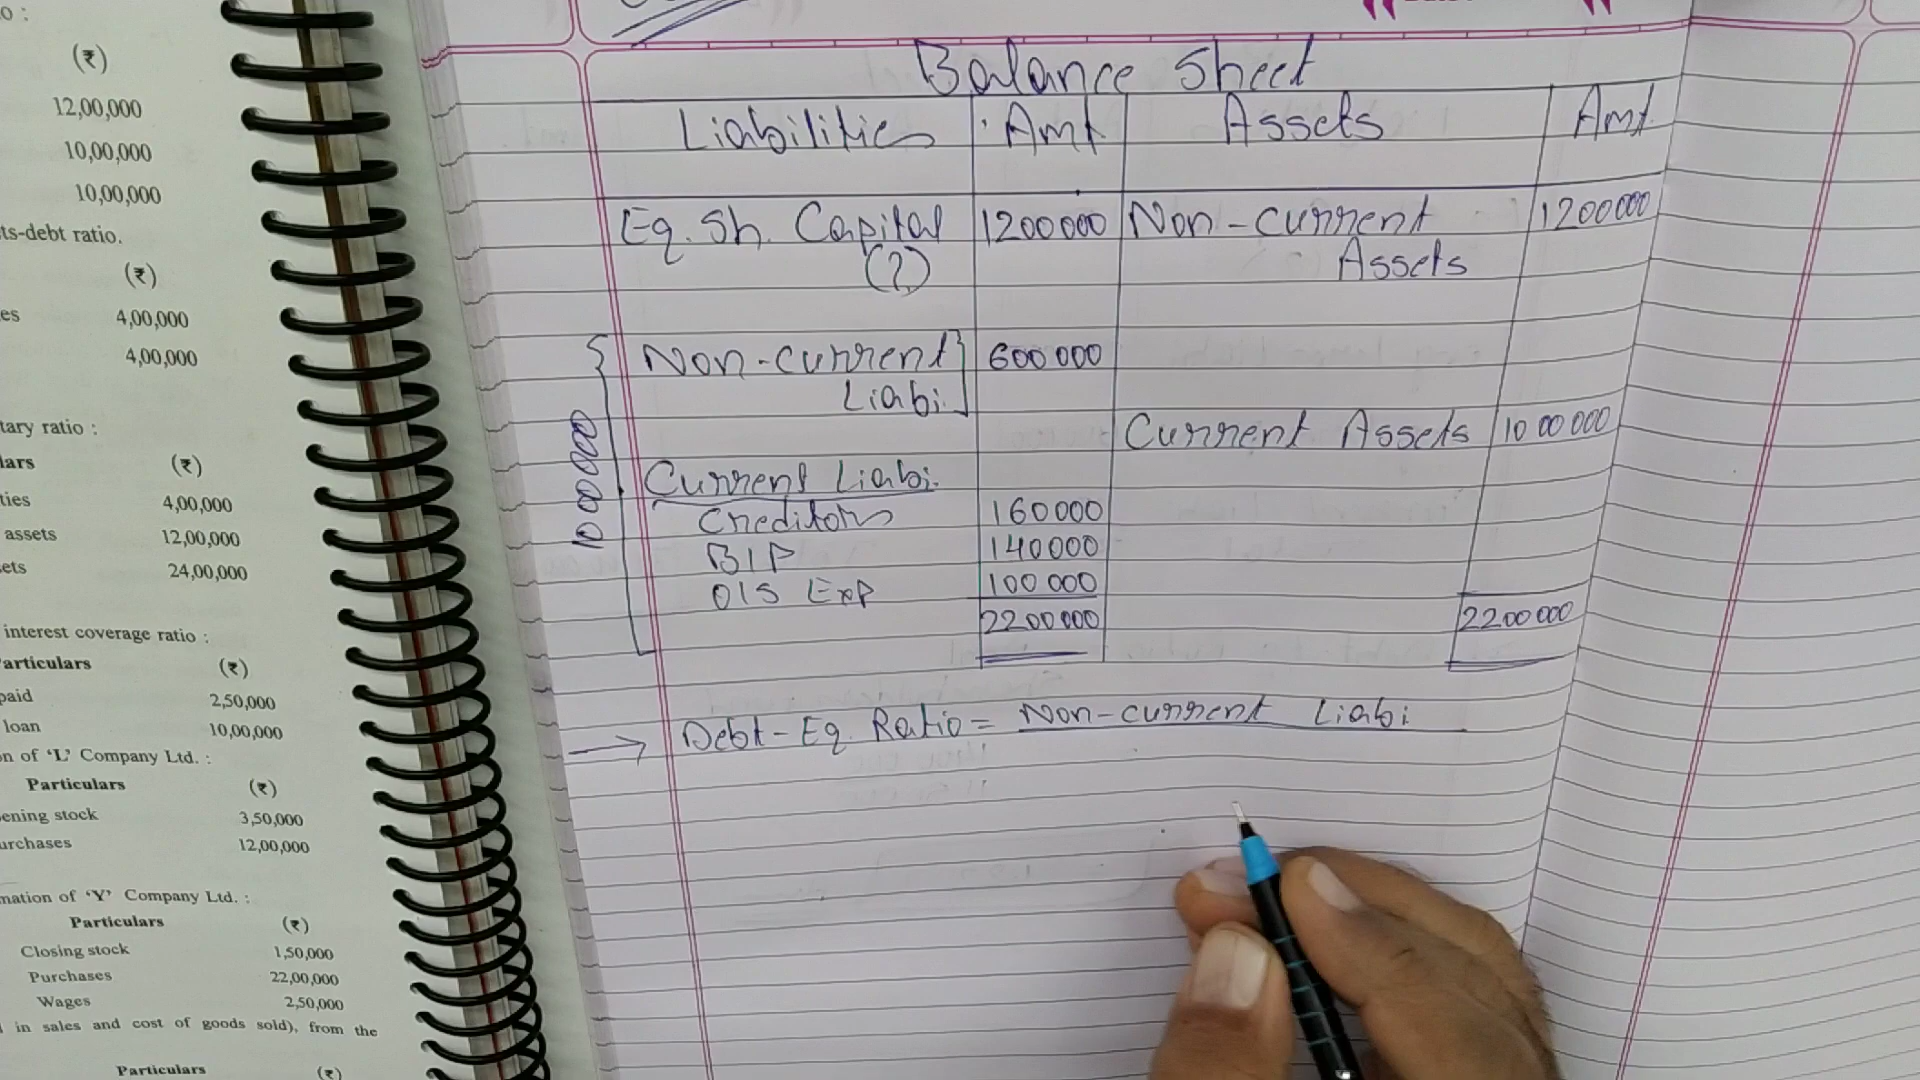 (₹)
12,00,000
10,00,000
10,00,000
ts-debt ratio.
(₹)
es 4,00,000
4,00,000
tary ratio :
lars (₹)
ties 4,00,000
assets 12,00,000
ets 24,00,000
interest coverage ratio :
articulars (₹)
paid 2,50,000
loan 10,00,000
n of 'L' Company Ltd. :
Particulars (₹)
ening stock 3,50,000
urchases 12,00,000
mation of 'Y' Company Ltd. :
Particulars (₹)
Closing stock 1,50,000
Purchases 22,00,000
Wages 2,50,000
in sales and cost of goods sold), from the
Particulars (₹)
Balance Sheet
Liabilities Amt Assets Amt
Eq. Sh. Capital 1200000 Non-current 1200000
(?) Assets
Non-current 600000
Liabi.
Current Assets 1000000
1000000
Current Liabi.
Creditors 160000
B/P 140000
O/S Exp 100000
2200000 2200000
→ Debt-Eq. Ratio = Non-current Liabi